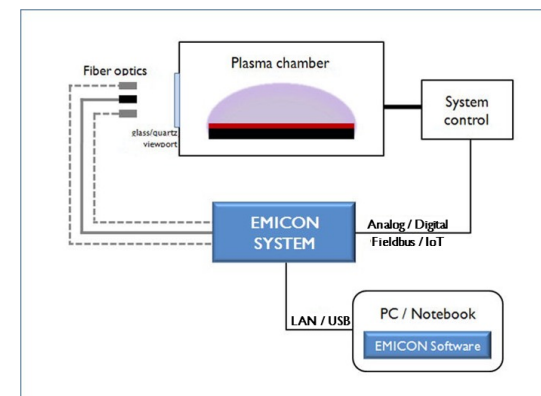 Plasma chamber
Fiber optics
System
control
glass/quartz
viewport
EMICON
SYSTEM
Analog / Digital
Fieldbus / IoT
LAN / USB
PC / Notebook
EMICON Software